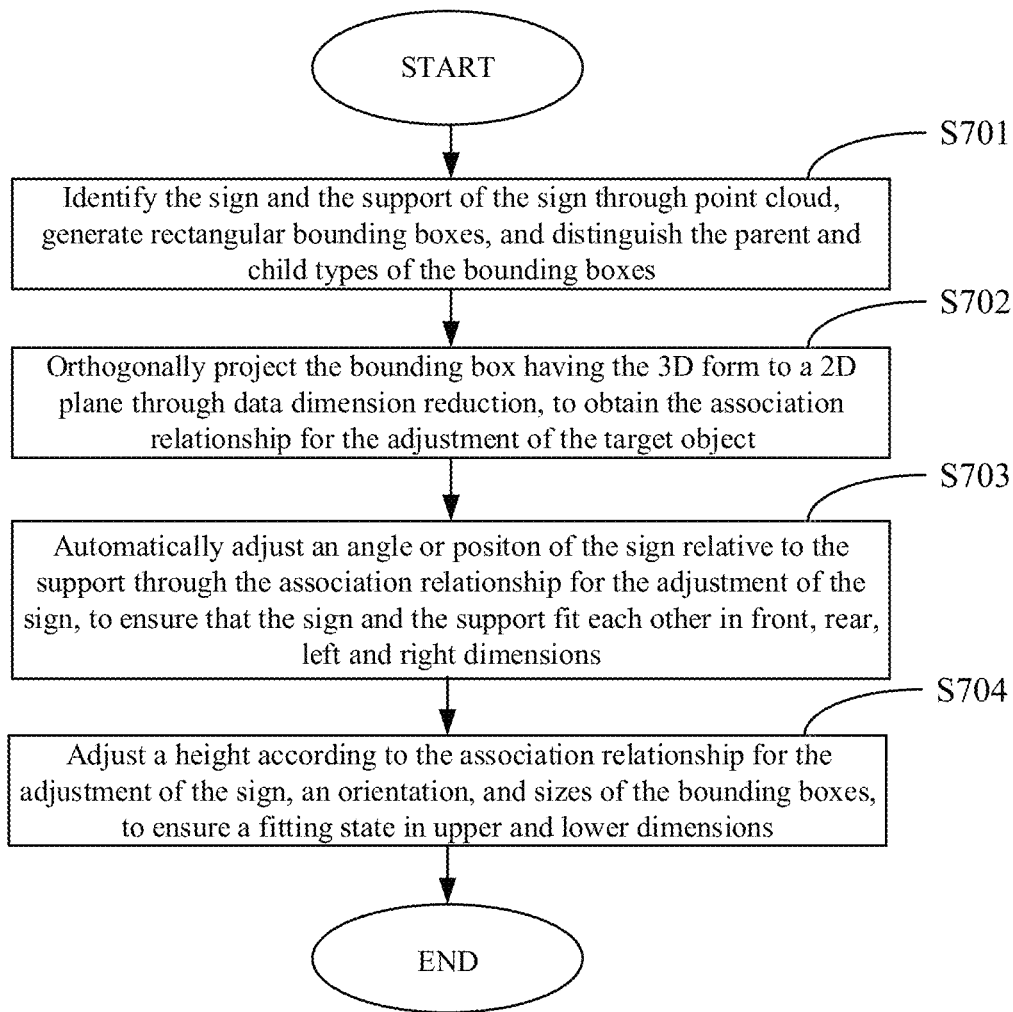 START
S701
Identify the sign and the support of the sign through point cloud,
generate rectangular bounding boxes, and distinguish the parent and
child types of the bounding boxes
S702
Orthogonally project the bounding box having the 3D form to a 2D
plane through data dimension reduction, to obtain the association
relationship for the adjustment of the target object
S703
Automatically adjust an angle or positon of the sign relative to the
support through the association relationship for the adjustment of the
sign, to ensure that the sign and the support fit each other in front, rear,
left and right dimensions
S704
Adjust a height according to the association relationship for the
adjustment of the sign, an orientation, and sizes of the bounding boxes,
to ensure a fitting state in upper and lower dimensions
END